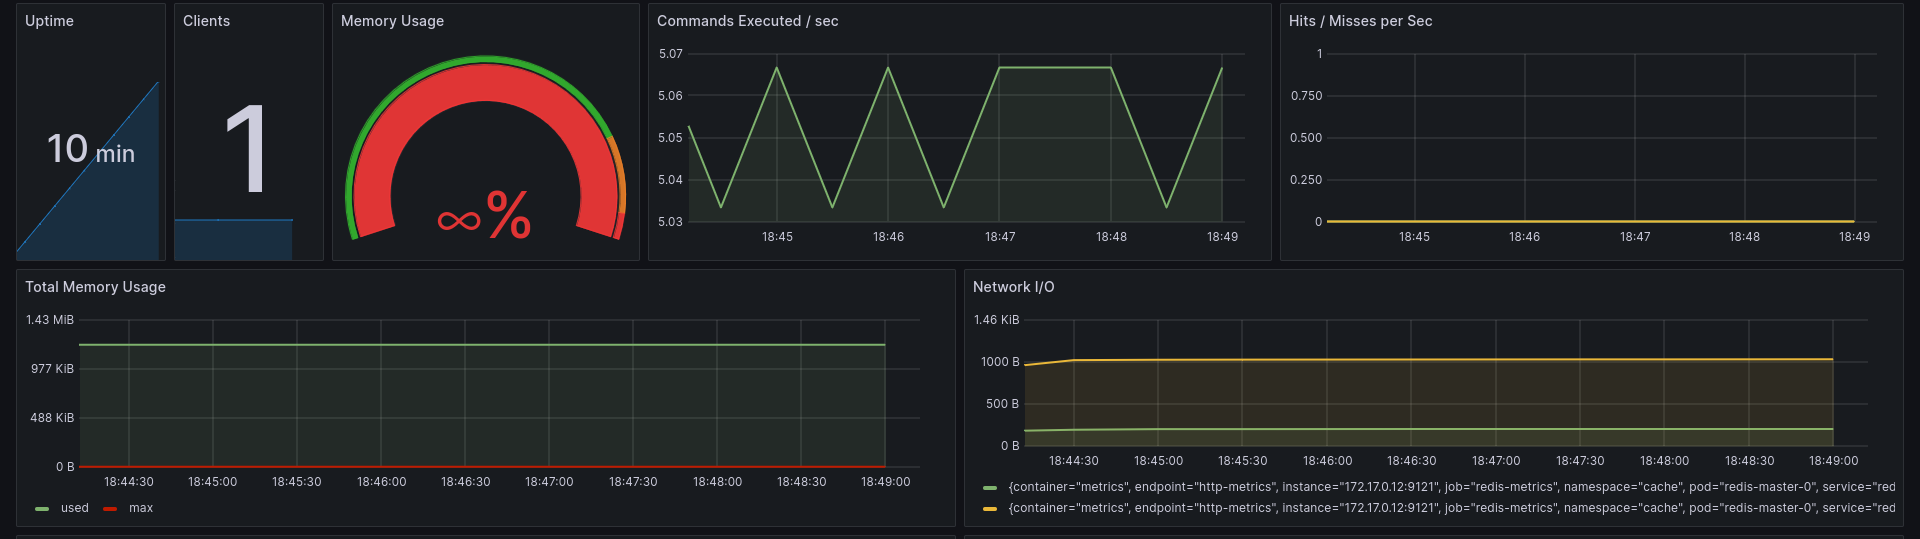 Uptime
10 min
Clients
1
Memory Usage
∞%
Commands Executed / sec
5.07
5.06
5.05
5.04
5.03
18:45 18:46 18:47 18:48 18:49
Hits / Misses per Sec
1
0.750
0.500
0.250
0
18:45 18:46 18:47 18:48 18:49
Total Memory Usage
1.43 MiB
977 KiB
488 KiB
0 B
18:44:30 18:45:00 18:45:30 18:46:00 18:46:30 18:47:00 18:47:30 18:48:00 18:48:30 18:49:00
used max
Network I/O
1.46 KiB
1000 B
500 B
0 B
18:44:30 18:45:00 18:45:30 18:46:00 18:46:30 18:47:00 18:47:30 18:48:00 18:48:30 18:49:00
{container="metrics", endpoint="http-metrics", instance="172.17.0.12:9121", job="redis-metrics", namespace="cache", pod="redis-master-0", service="red
{container="metrics", endpoint="http-metrics", instance="172.17.0.12:9121", job="redis-metrics", namespace="cache", pod="redis-master-0", service="red